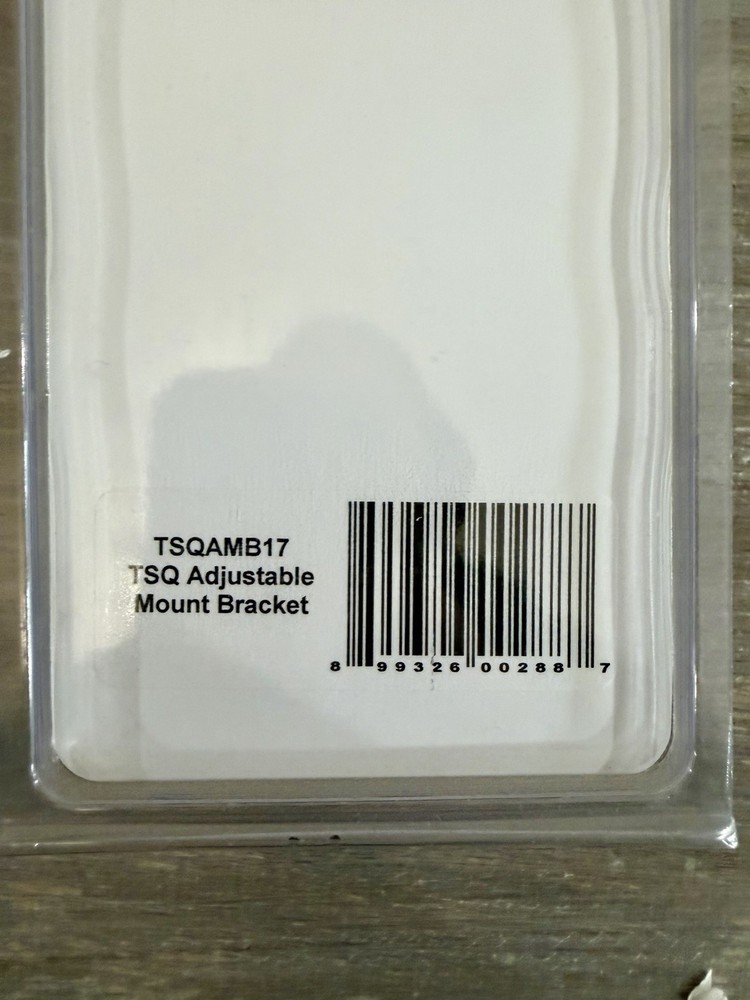 TSQAMB17
TSQ Adjustable
Mount Bracket
8 99326 00288 7